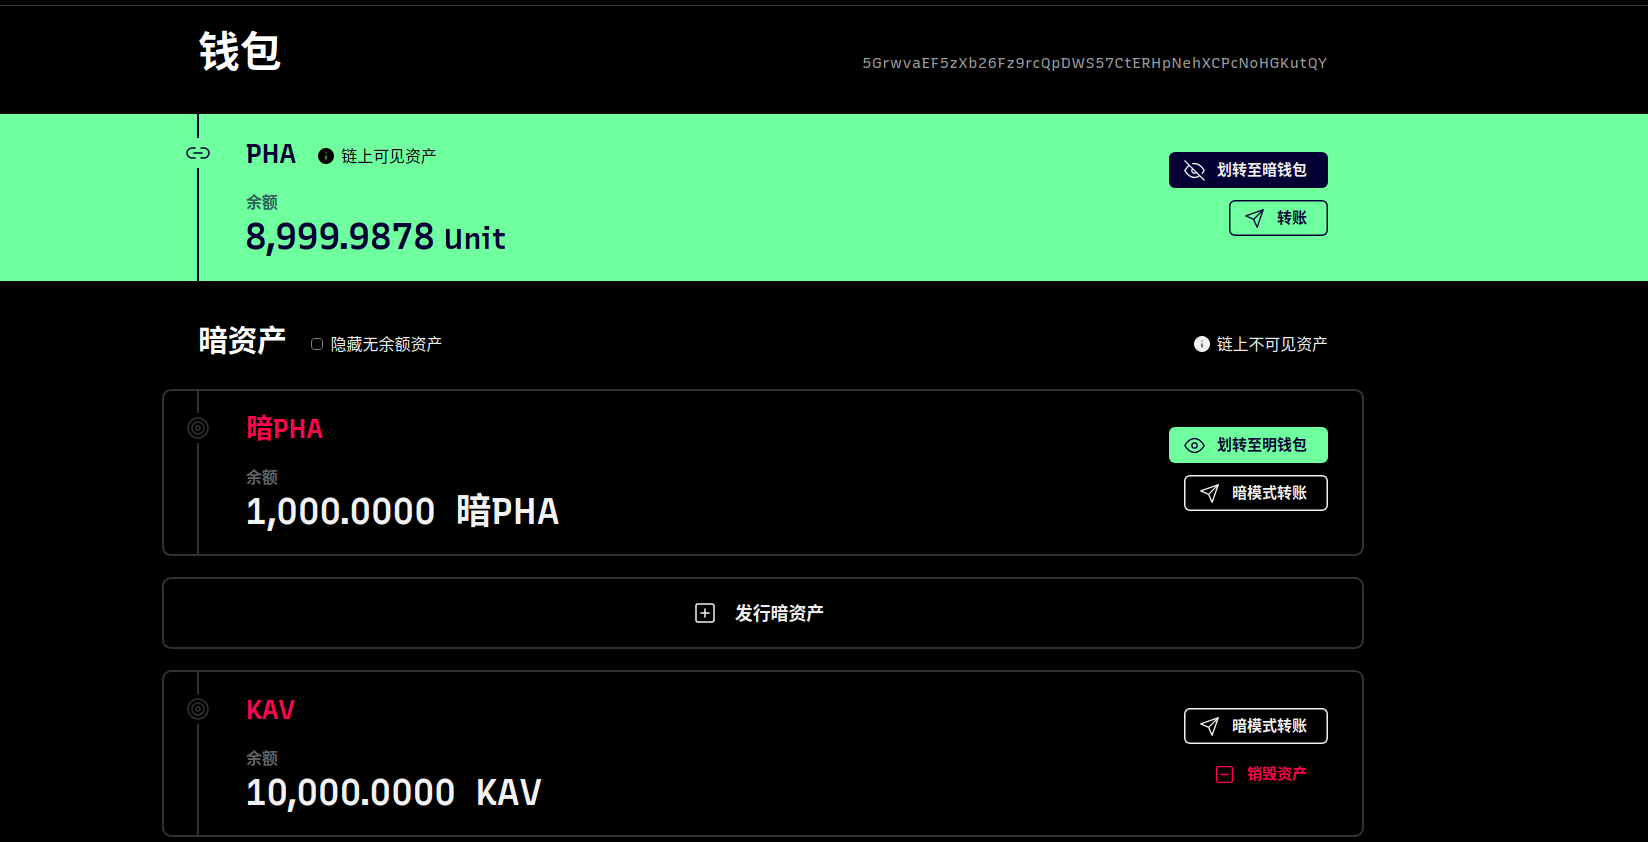 钱包
5GrwvaEF5zXb26Fz9rcQpDWS57CtERHpNehXCPcNoHGKutQY
PHA 链上可见资产
划转至暗钱包
余额
8,999.9878 Unit
转账
暗资产 隐藏无余额资产 链上不可见资产
暗PHA
划转至明钱包
余额
1,000.0000 暗PHA
暗模式转账
发行暗资产
KAV
暗模式转账
余额
10,000.0000 KAV
销毁资产